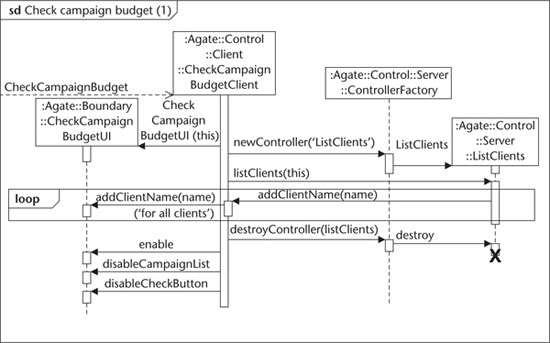 sd Check campaign budget (1)
:Agate::Control
::Client
::CheckCampaign
BudgetClient
:Agate::Control::Server
::ControllerFactory
CheckCampaignBudget
:Agate::Boundary
::CheckCampaign
BudgetUI
Check
Campaign
BudgetUI (this)
:Agate::Control
::Server
::ListClients
newController(‘ListClients’)
ListClients
listClients(this)
loop
addClientName(name)
addClientName(name)
(‘for all clients’)
destroyController(listClients)
destroy
enable
disableCampaignList
disableCheckButton
X